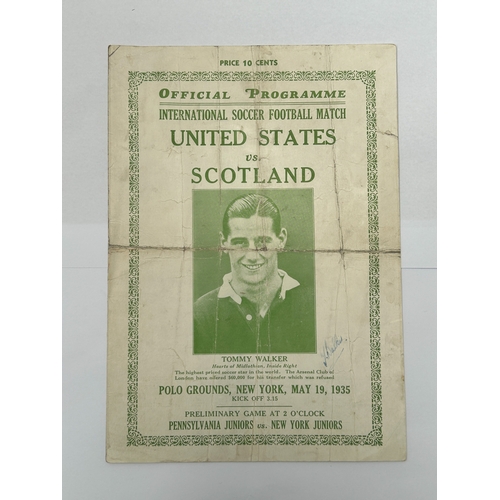 PRICE 10 CENTS
OFFICIAL PROGRAMME
INTERNATIONAL SOCCER FOOTBALL MATCH
UNITED STATES
vs.
SCOTLAND
TOMMY WALKER
Hearts of Midlothian, Inside Right
The highest priced soccer star in the world. The Arsenal Club of
London have offered $60,000 for his transfer which was refused
POLO GROUNDS, NEW YORK, MAY 19, 1935
KICK OFF 3.15
PRELIMINARY GAME AT 2 O'CLOCK
PENNSYLVANIA JUNIORS vs. NEW YORK JUNIORS